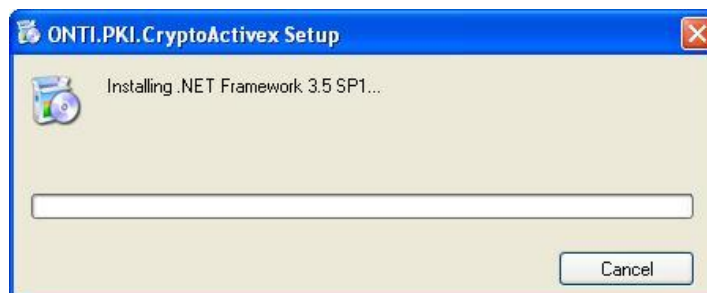 ONTI.PKI.CryptoActivex Setup
Installing .NET Framework 3.5 SP1...
Cancel